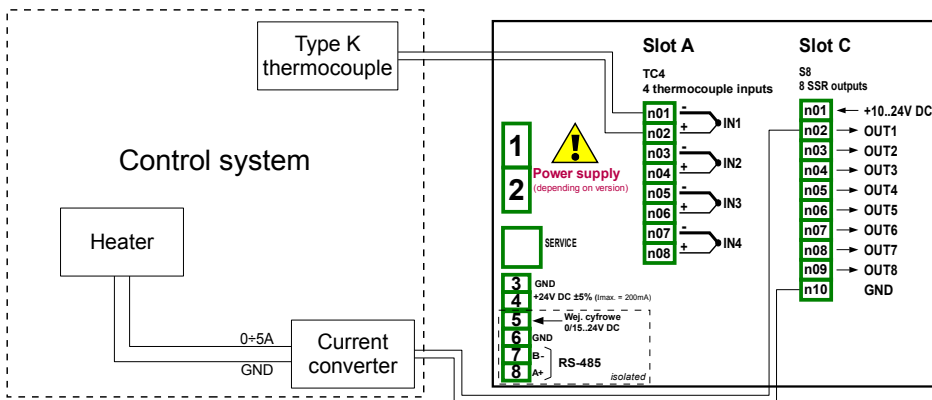 Control system
Type K
thermocouple
Heater
0÷5A
GND
Current
converter
1
2
Power supply
(depending on version)
SERVICE
3 GND
4 +24V DC ±5% (Imax. = 200mA)
5 Wej. cyfrowe
0/15..24V DC
6 GND
7 B-
8 A+
RS-485
isolated
Slot A
TC4
4 thermocouple inputs
n01 -
n02 + IN1
n03 -
n04 + IN2
n05 -
n06 + IN3
n07 -
n08 + IN4
Slot C
S8
8 SSR outputs
n01 +10..24V DC
n02 OUT1
n03 OUT2
n04 OUT3
n05 OUT4
n06 OUT5
n07 OUT6
n08 OUT7
n09 OUT8
n10 GND